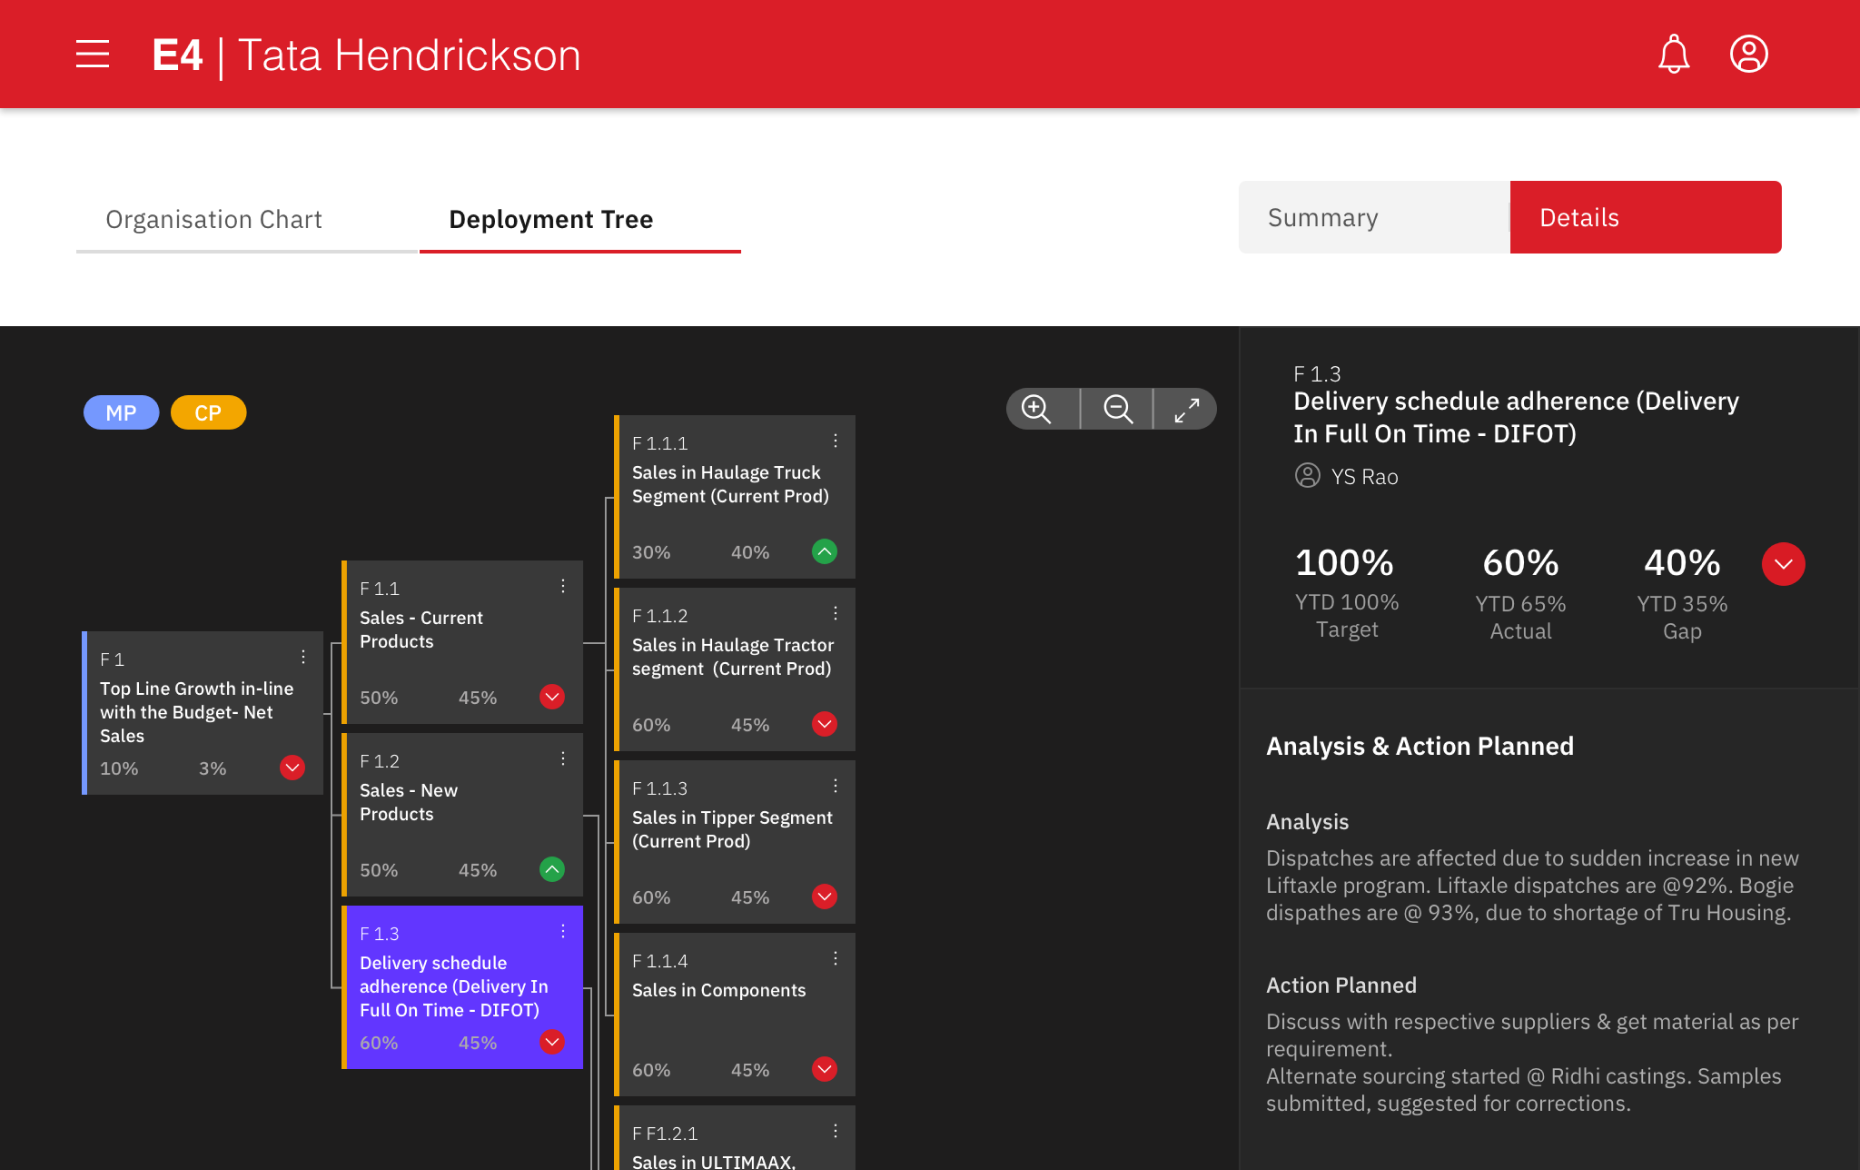 E4 | Tata Hendrickson
Organisation Chart
Deployment Tree
Summary
Details
MP
CP
F 1
Top Line Growth in-line
with the Budget- Net
Sales
10%
3%
F 1.1
Sales - Current
Products
50%
45%
F 1.2
Sales - New
Products
50%
45%
F 1.3
Delivery schedule
adherence (Delivery In
Full On Time - DIFOT)
60%
45%
F 1.1.1
Sales in Haulage Truck
Segment (Current Prod)
30%
40%
F 1.1.2
Sales in Haulage Tractor
segment (Current Prod)
60%
45%
F 1.1.3
Sales in Tipper Segment
(Current Prod)
60%
45%
F 1.1.4
Sales in Components
60%
45%
F F1.2.1
Sales in ULTIMAAX,
F 1.3
Delivery schedule adherence (Delivery
In Full On Time - DIFOT)
YS Rao
100%
YTD 100%
Target
60%
YTD 65%
Actual
40%
YTD 35%
Gap
Analysis & Action Planned
Analysis
Dispatches are affected due to sudden increase in new
Liftaxle program. Liftaxle dispatches are @92%. Bogie
dispathes are @ 93%, due to shortage of Tru Housing.
Action Planned
Discuss with respective suppliers & get material as per
requirement.
Alternate sourcing started @ Ridhi castings. Samples
submitted, suggested for corrections.